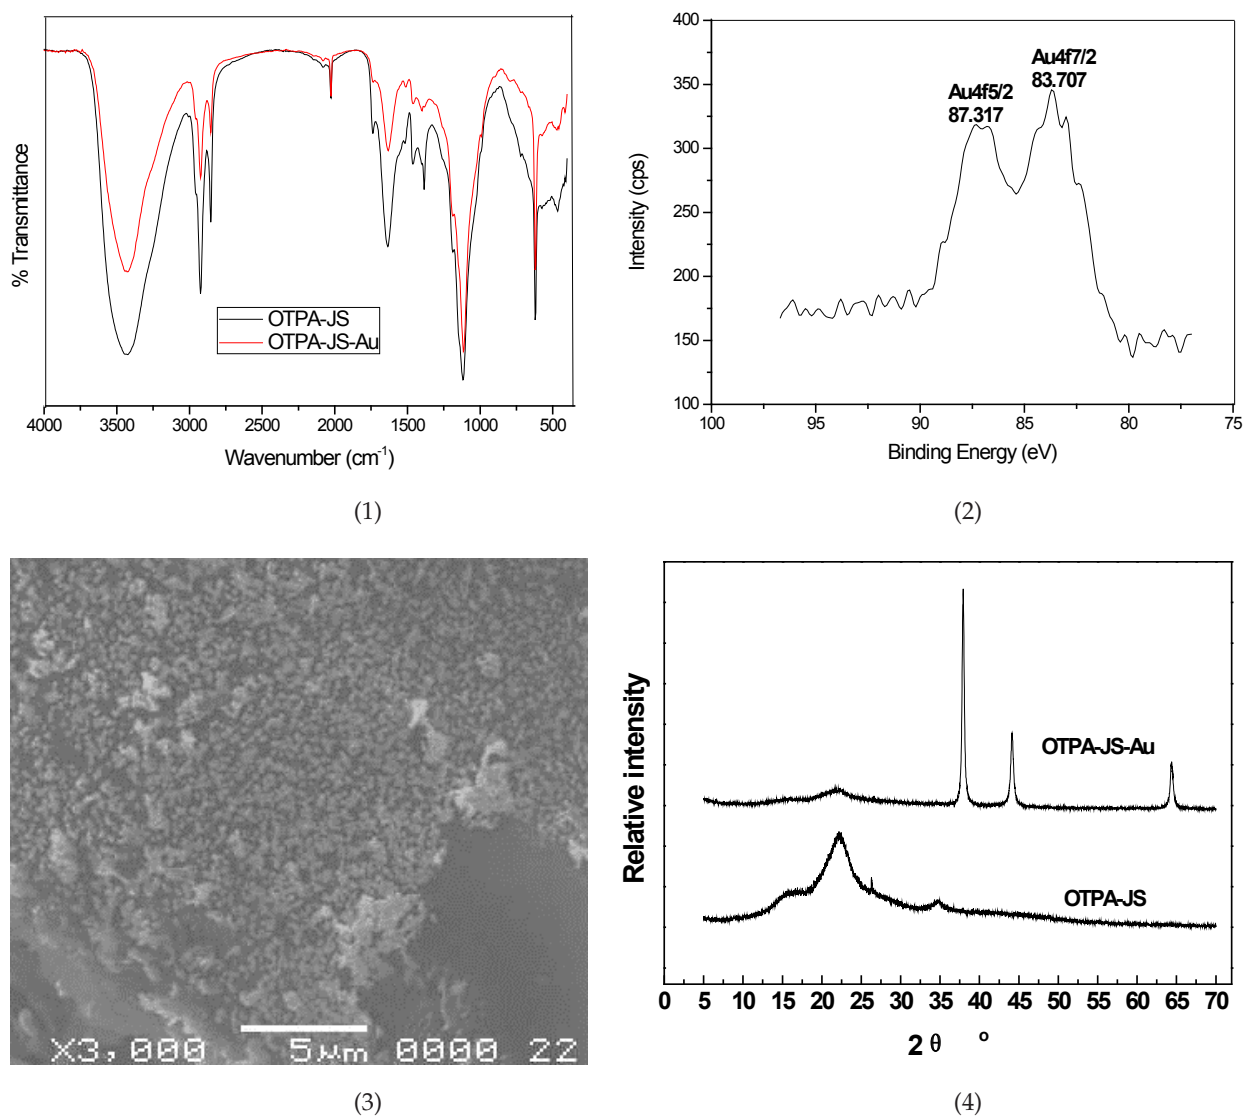 % Transmittance
OTPA-JS
OTPA-JS-Au
4000 3500 3000 2500 2000 1500 1000 500
Wavenumber (cm-1)
(1)
400
350
300
250
200
150
100
Intensity (cps)
Au4f5/2
87.317
Au4f7/2
83.707
100 95 90 85 80 75
Binding Energy (eV)
(2)
X3,000 5μm 0000 22
(3)
Relative intensity
OTPA-JS-Au
OTPA-JS
0 5 10 15 20 25 30 35 40 45 50 55 60 65 70
2 θ °
(4)